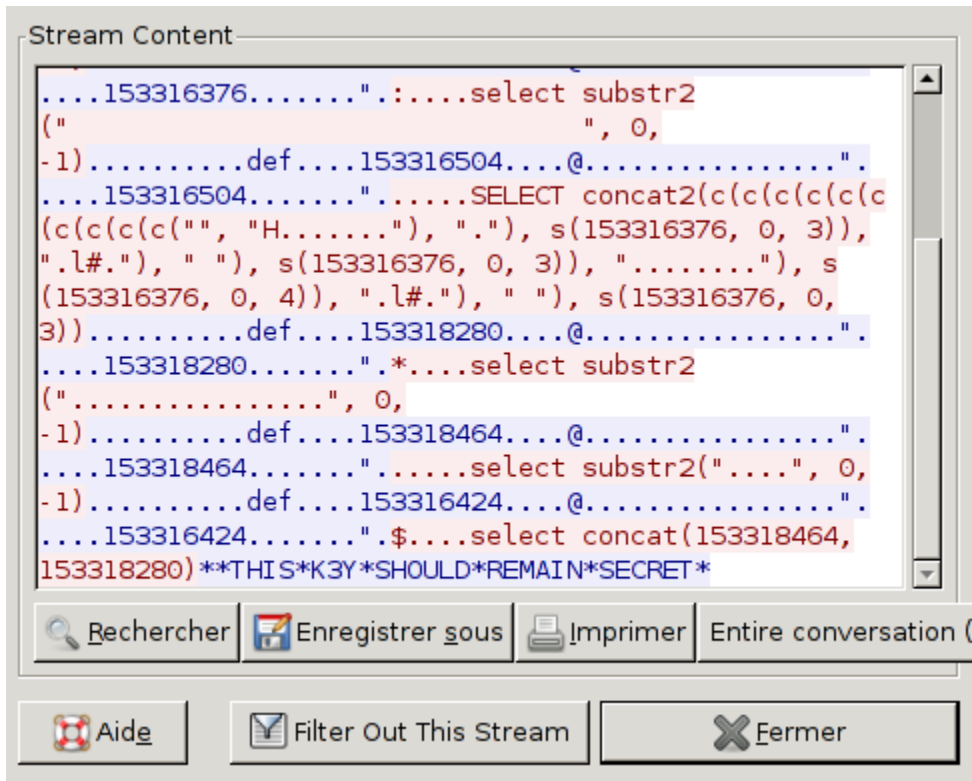 Stream Content
....153316376.......".:....select substr2
("                                 ", 0,
-1)..........def....153316504....@................".
....153316504.......".......SELECT concat2(c(c(c(c(c(c
(c(c(c(c("", "H......."), "."), s(153316376, 0, 3)),
".l#."), " "), s(153316376, 0, 3)), "........"), s
(153316376, 0, 4)), ".l#."), " "), s(153316376, 0,
3))..........def....153318280....@................".
....153318280.......".*....select substr2
("................", 0,
-1)..........def....153318464....@................".
....153318464.......".......select substr2("....", 0,
-1)..........def....153316424....@................".
....153316424.......".$....select concat(153318464,
153318280)**THIS*K3Y*SHOULD*REMAIN*SECRET*
Rechercher Enregistrer sous Imprimer Entire conversation (
Aide Filter Out This Stream Fermer